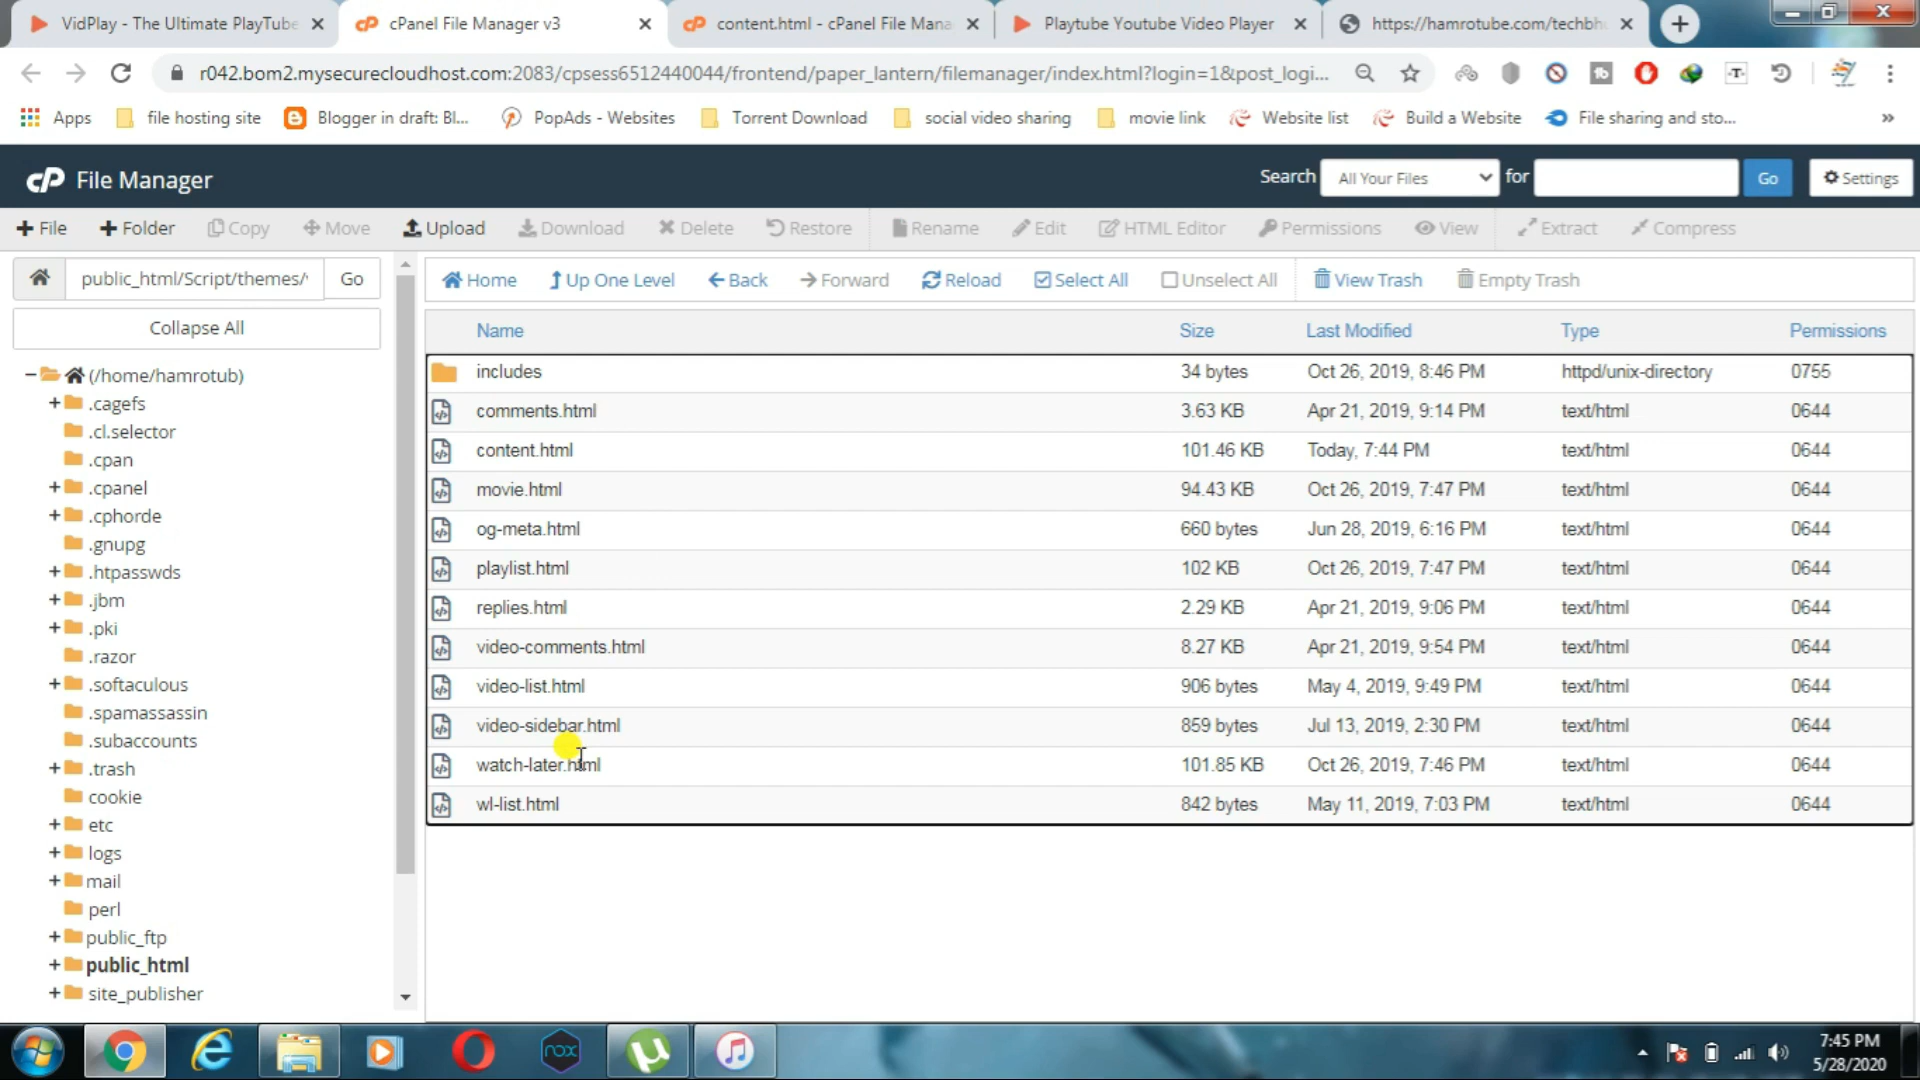 VidPlay - The Ultimate PlayTube
cPanel File Manager v3
content.html - cPanel File Mana
Playtube Youtube Video Player
https://hamrotube.com/techbh
r042.bom2.mysecurecloudhost.com:2083/cpsess6512440044/frontend/paper_lantern/filemanager/index.html?login=1&post_logi...
Apps
file hosting site
Blogger in draft: Bl...
PopAds - Websites
Torrent Download
social video sharing
movie link
Website list
Build a Website
File sharing and sto...
»
cP File Manager
Search All Your Files for Go Settings
File Folder Copy Move Upload Download Delete Restore Rename Edit HTML Editor Permissions View Extract Compress
public_html/Script/themes/ Go
Home Up One Level Back Forward Reload Select All Unselect All View Trash Empty Trash
Collapse All
(/home/hamrotub)
.cagefs
.cl.selector
.cpan
.cpanel
.cphorde
.gnupg
.htpasswds
.jbm
.pki
.razor
.softaculous
.spamassassin
.subaccounts
.trash
cookie
etc
logs
mail
perl
public_ftp
public_html
site_publisher
Name Size Last Modified Type Permissions
includes 34 bytes Oct 26, 2019, 8:46 PM httpd/unix-directory 0755
comments.html 3.63 KB Apr 21, 2019, 9:14 PM text/html 0644
content.html 101.46 KB Today, 7:44 PM text/html 0644
movie.html 94.43 KB Oct 26, 2019, 7:47 PM text/html 0644
og-meta.html 660 bytes Jun 28, 2019, 6:16 PM text/html 0644
playlist.html 102 KB Oct 26, 2019, 7:47 PM text/html 0644
replies.html 2.29 KB Apr 21, 2019, 9:06 PM text/html 0644
video-comments.html 8.27 KB Apr 21, 2019, 9:54 PM text/html 0644
video-list.html 906 bytes May 4, 2019, 9:49 PM text/html 0644
video-sidebar.html 859 bytes Jul 13, 2019, 2:30 PM text/html 0644
watch-later.html 101.85 KB Oct 26, 2019, 7:46 PM text/html 0644
wl-list.html 842 bytes May 11, 2019, 7:03 PM text/html 0644
nox
7:45 PM
5/28/2020